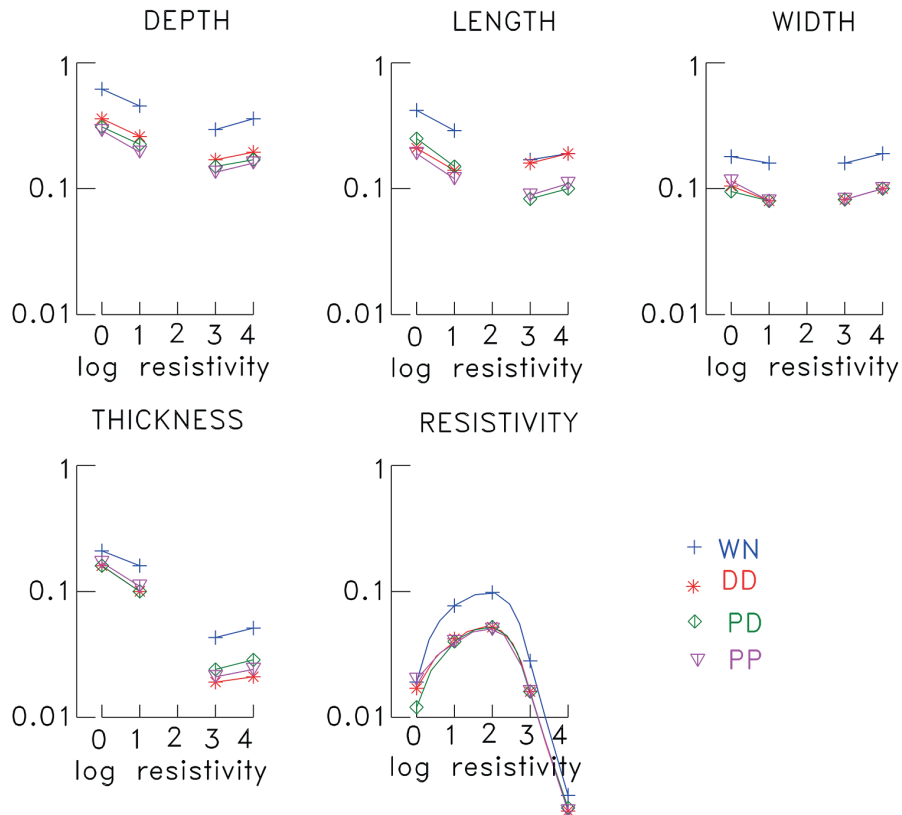 DEPTH
1
0.1
0.01
0 1 2 3 4
log resistivity
LENGTH
1
0.1
0.01
0 1 2 3 4
log resistivity
WIDTH
1
0.1
0.01
0 1 2 3 4
log resistivity
THICKNESS
1
0.1
0.01
0 1 2 3 4
log resistivity
RESISTIVITY
1
0.1
0.01
0 1 2 3 4
log resistivity
WN
DD
PD
PP